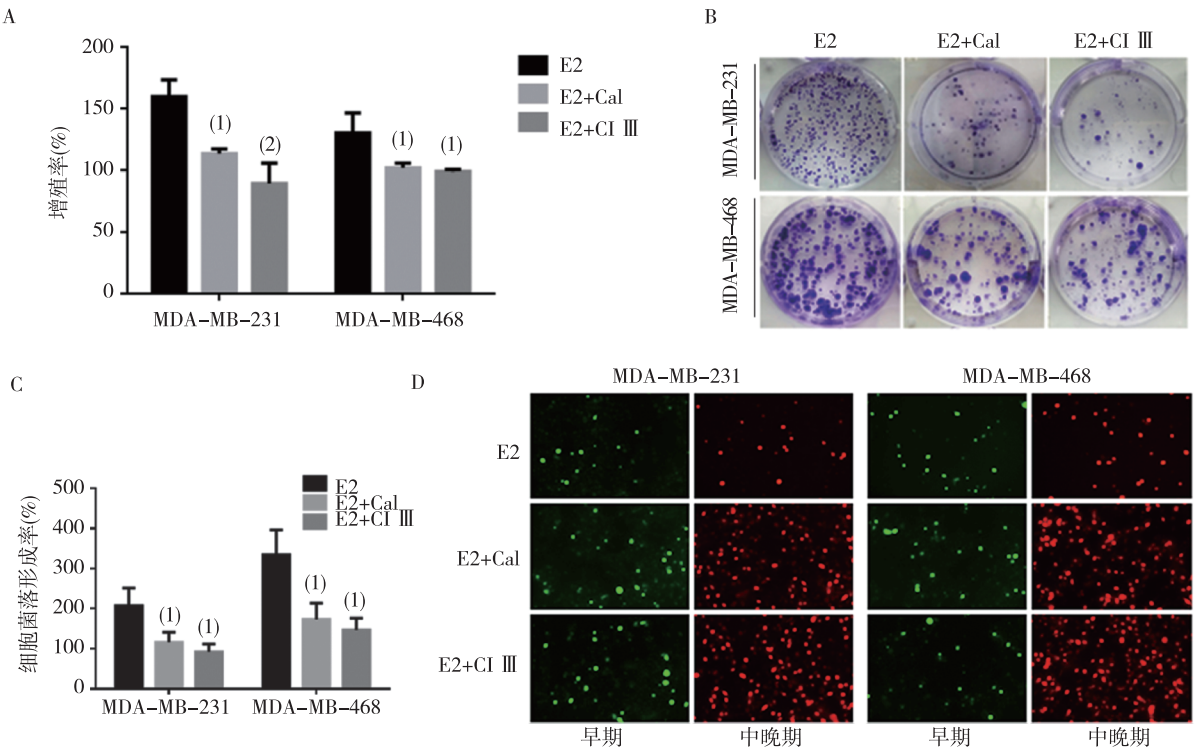 A
200
150
100
50
0
增殖率(%)
(1)
(2)
(1)
(1)
MDA-MB-231
MDA-MB-468
E2
E2+Cal
E2+CI Ⅲ
B
E2
E2+Cal
E2+CI Ⅲ
MDA-MB-231
MDA-MB-468
C
500
400
300
200
100
0
细胞菌落形成率(%)
E2
E2+Cal
E2+CI Ⅲ
(1)
(1)
(1)
(1)
MDA-MB-231
MDA-MB-468
D
MDA-MB-231
MDA-MB-468
E2
E2+Cal
E2+CI Ⅲ
早期
中晚期
早期
中晚期